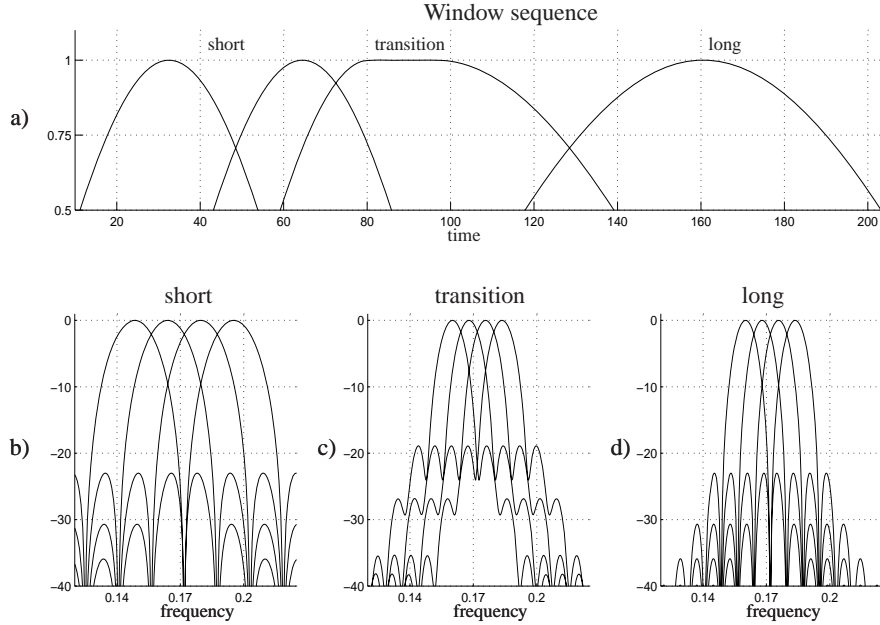 Window sequence
short transition long
a)
1
0.75
0.5
20 40 60 80 100 120 140 160 180 200
time
short transition long
b) c) d)
0 0 0
−10 −10 −10
−20 −20 −20
−30 −30 −30
−40 −40 −40
0.14 0.17 0.2 0.14 0.17 0.2 0.14 0.17 0.2
frequency frequency frequency